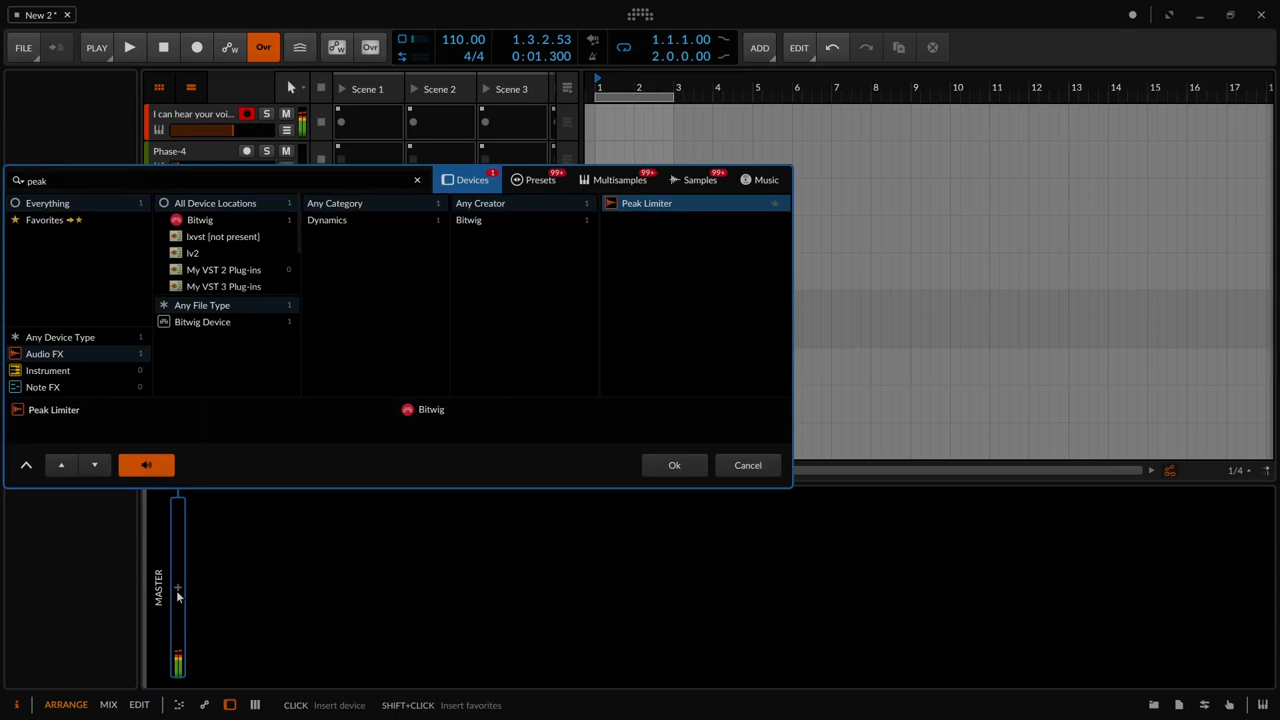 New 2*
FILE
PLAY
Ovr
Ovr
110.00
4/4
1.3.2.53
0:01.300
1.1.1.00
2.0.0.00
ADD
EDIT
Scene 1
Scene 2
Scene 3
1 2 3 4 5 6 7 8 9 10 11 12 13 14 15 16 17
I can hear your voi...
S
M
Phase-4
S
M
peak
Devices 1
Presets 99+
Multisamples 99+
Samples 99+
Music
Everything 1
Favorites
Any Device Type 1
Audio FX 1
Instrument 0
Note FX 0
All Device Locations 1
Bitwig 1
lxvst [not present]
lv2
My VST 2 Plug-ins 0
My VST 3 Plug-ins
Any File Type 1
Bitwig Device 1
Any Category 1
Dynamics 1
Any Creator 1
Bitwig 1
Peak Limiter
Peak Limiter
Bitwig
Ok
Cancel
1/4
MASTER
ARRANGE
MIX
EDIT
CLICK Insert device
SHIFT+CLICK Insert favorites